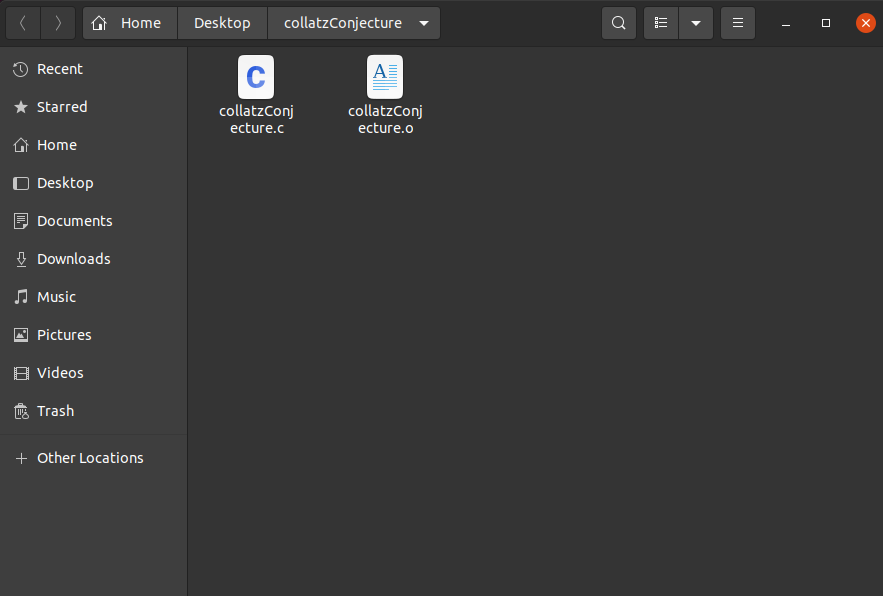 Home
Desktop
collatzConjecture
Recent
Starred
Home
Desktop
Documents
Downloads
Music
Pictures
Videos
Trash
Other Locations
C
collatzConj
ecture.c
A
collatzConj
ecture.o